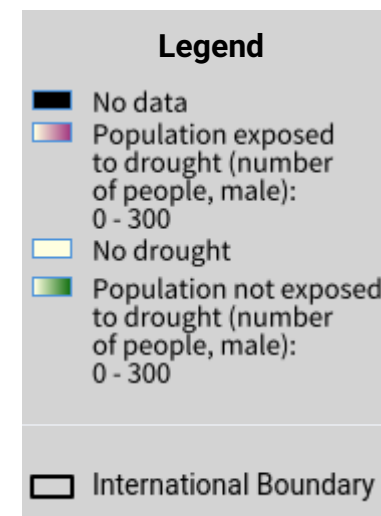 Legend
No data
Population exposed
to drought (number
of people, male):
0 - 300
No drought
Population not exposed
to drought (number
of people, male):
0 - 300
International Boundary